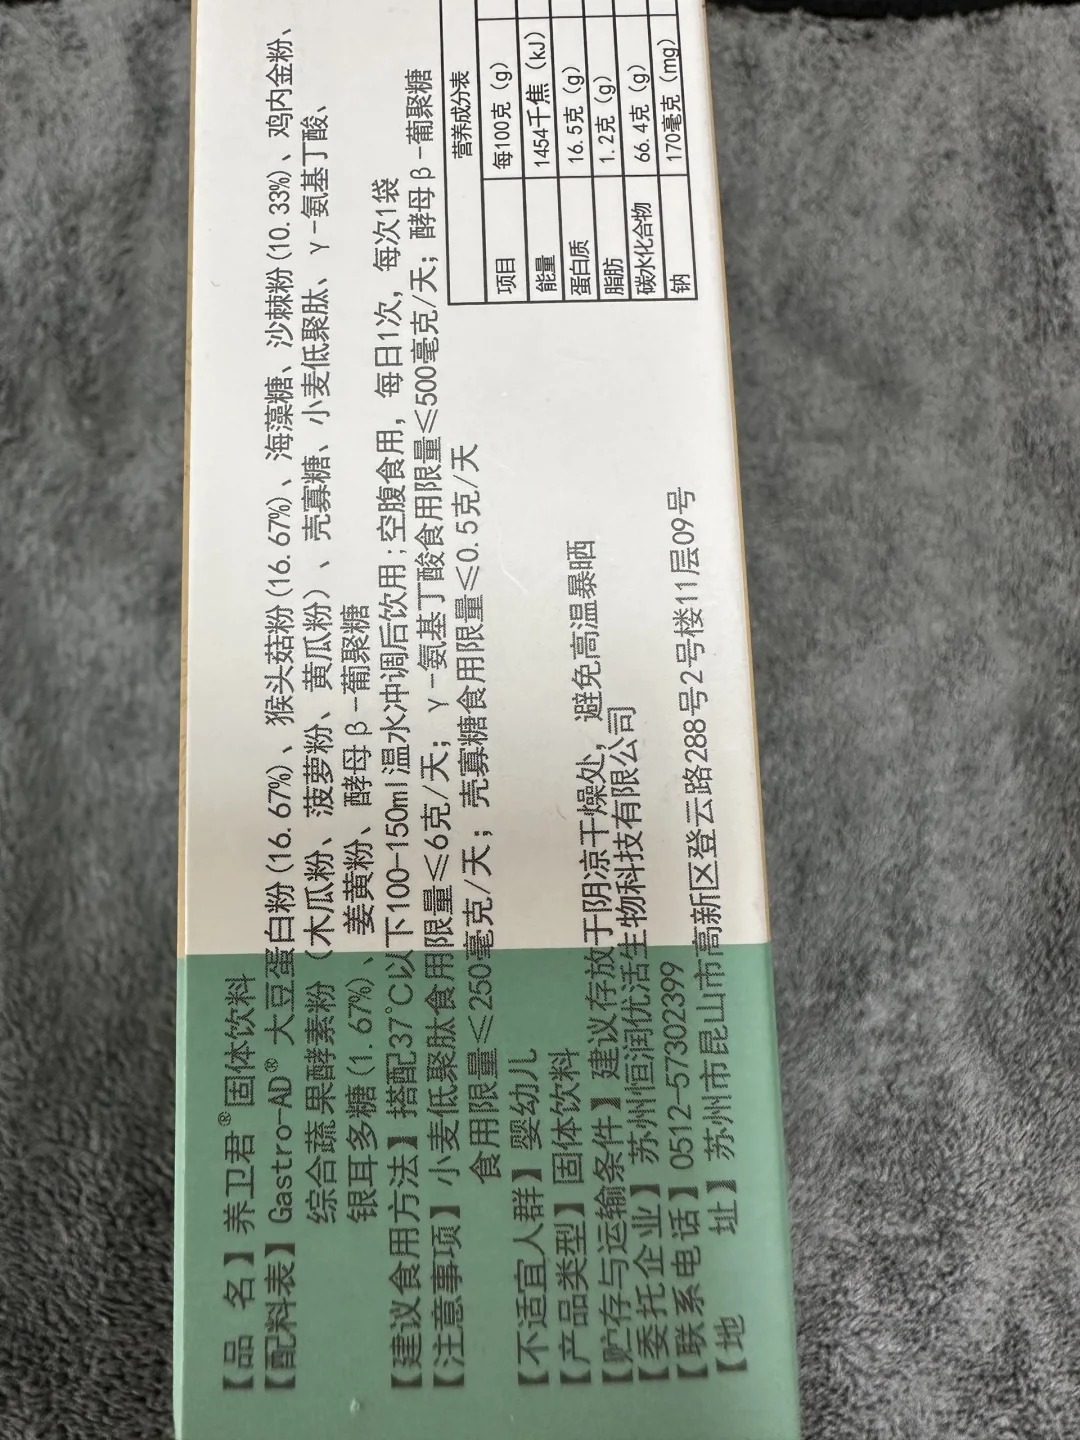 【品 名】养卫君®固体饮料
【配料表】Gastro-AD® 大豆蛋白粉(16.67%)、猴头菇粉(16.67%)、海藻糖、沙棘粉(10.33%)、鸡内金粉、
综合蔬果酵素粉（木瓜粉、菠萝粉、黄瓜粉）、壳寡糖、小麦低聚肽、γ-氨基丁酸、
银耳多糖(1.67%)、姜黄粉、酵母β-葡聚糖
【建议食用方法】搭配37℃以下100-150ml温水冲调后饮用;空腹食用，每日1次，每次1袋
【注意事项】小麦低聚肽食用限量≤6克/天；γ-氨基丁酸食用限量≤500毫克/天；酵母β-葡聚糖
食用限量≤250毫克/天；壳寡糖食用限量≤0.5克/天
【不适宜人群】婴幼儿
【产品类型】固体饮料
【贮存与运输条件】建议存放于阴凉干燥处，避免高温暴晒
【委托企业】苏州恒润优活生物科技有限公司
【联系电话】0512-57302399
【地 址】苏州市昆山市高新区登云路288号2号楼11层09号
营养成分表
项目 每100克（g）
能量 1454千焦（kJ）
蛋白质 16.5克（g）
脂肪 1.2克（g）
碳水化合物 66.4克（g）
钠 170毫克（mg）